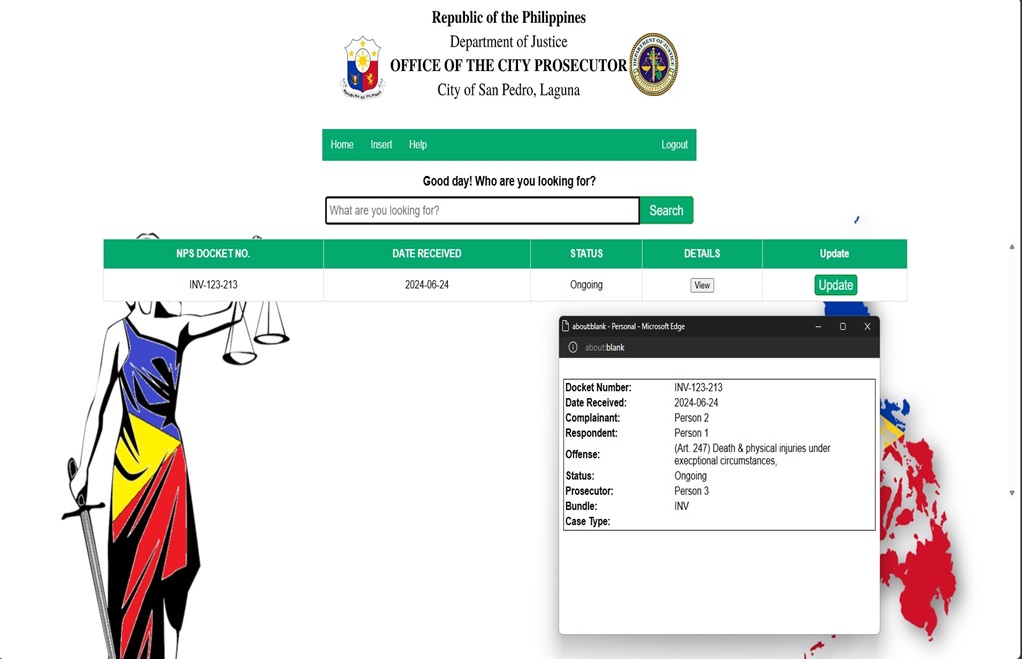 Republic of the Philippines
Department of Justice
OFFICE OF THE CITY PROSECUTOR
City of San Pedro, Laguna
Home Insert Help Logout
Good day! Who are you looking for?
What are you looking for? Search
NPS DOCKET NO. DATE RECEIVED STATUS DETAILS Update
INV-123-213 2024-06-24 Ongoing View Update
about:blank - Personal - Microsoft Edge
about:blank
Docket Number: INV-123-213
Date Received: 2024-06-24
Complainant: Person 2
Respondent: Person 1
Offense: (Art. 247) Death & physical injuries under
execptional circumstances,
Status: Ongoing
Prosecutor: Person 3
Bundle: INV
Case Type: